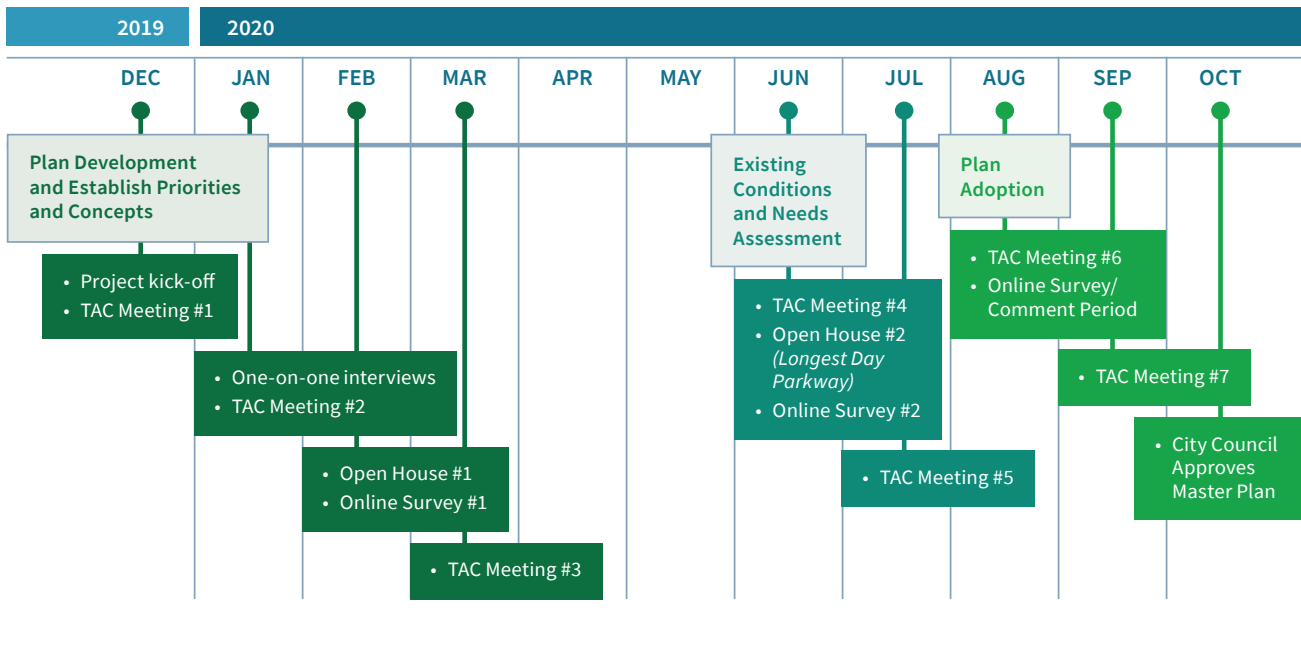 2019 2020
DEC JAN FEB MAR APR MAY JUN JUL AUG SEP OCT
Plan Development
and Establish Priorities
and Concepts
• Project kick-off
• TAC Meeting #1
• One-on-one interviews
• TAC Meeting #2
• Open House #1
• Online Survey #1
• TAC Meeting #3
Existing
Conditions
and Needs
Assessment
• TAC Meeting #4
• Open House #2
(Longest Day
Parkway)
• Online Survey #2
• TAC Meeting #5
Plan
Adoption
• TAC Meeting #6
• Online Survey/
Comment Period
• TAC Meeting #7
• City Council
Approves
Master Plan